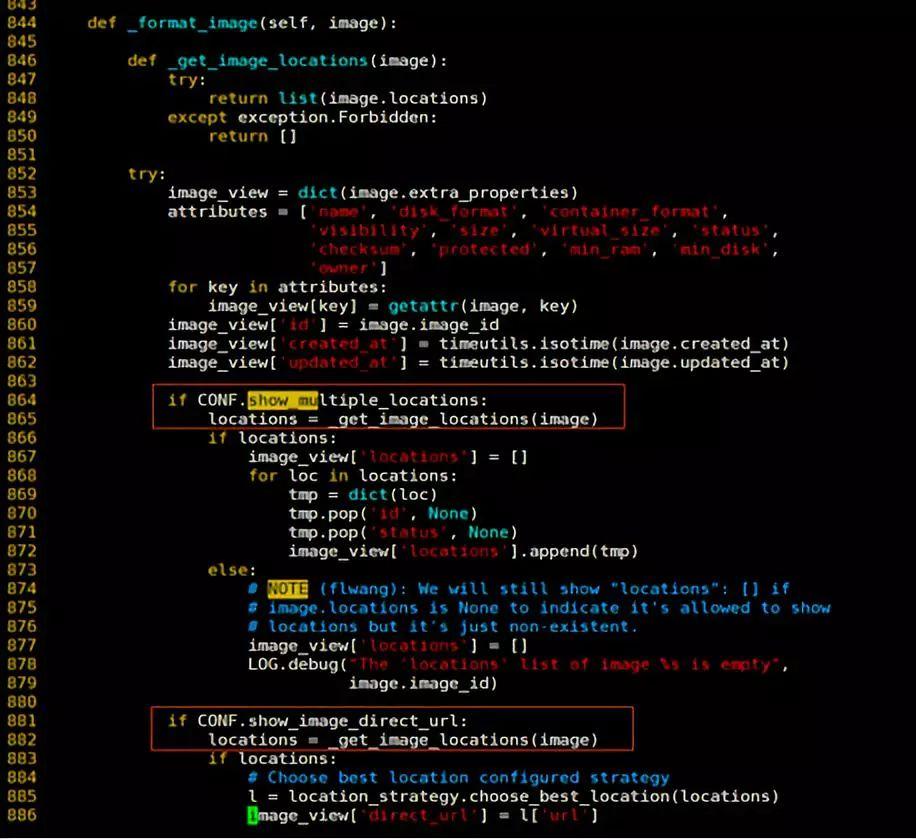 843
844 def _format_image(self, image):
845
846 def _get_image_locations(image):
847 try:
848 return list(image.locations)
849 except exception.Forbidden:
850 return []
851
852 try:
853 image_view = dict(image.extra_properties)
854 attributes = ['name', 'disk_format', 'container_format',
855 'visibility', 'size', 'virtual_size', 'status',
856 'checksum', 'protected', 'min_ram', 'min_disk',
857 'owner']
858 for key in attributes:
859 image_view[key] = getattr(image, key)
860 image_view['id'] = image.image_id
861 image_view['created_at'] = timeutils.isotime(image.created_at)
862 image_view['updated_at'] = timeutils.isotime(image.updated_at)
863
864 if CONF.show_multiple_locations:
865 locations = _get_image_locations(image)
866 if locations:
867 image_view['locations'] = []
868 for loc in locations:
869 tmp = dict(loc)
870 tmp.pop('id', None)
871 tmp.pop('status', None)
872 image_view['locations'].append(tmp)
873 else:
874 # NOTE (flwang): We will still show "locations": [] if
875 # image.locations is None to indicate it's allowed to show
876 # locations but it's just non-existent.
877 image_view['locations'] = []
878 LOG.debug("The 'locations' list of image %s is empty",
879 image.image_id)
880
881 if CONF.show_image_direct_url:
882 locations = _get_image_locations(image)
883 if locations:
884 # Choose best location configured strategy
885 l = location_strategy.choose_best_location(locations)
886 image_view['direct_url'] = l['url']